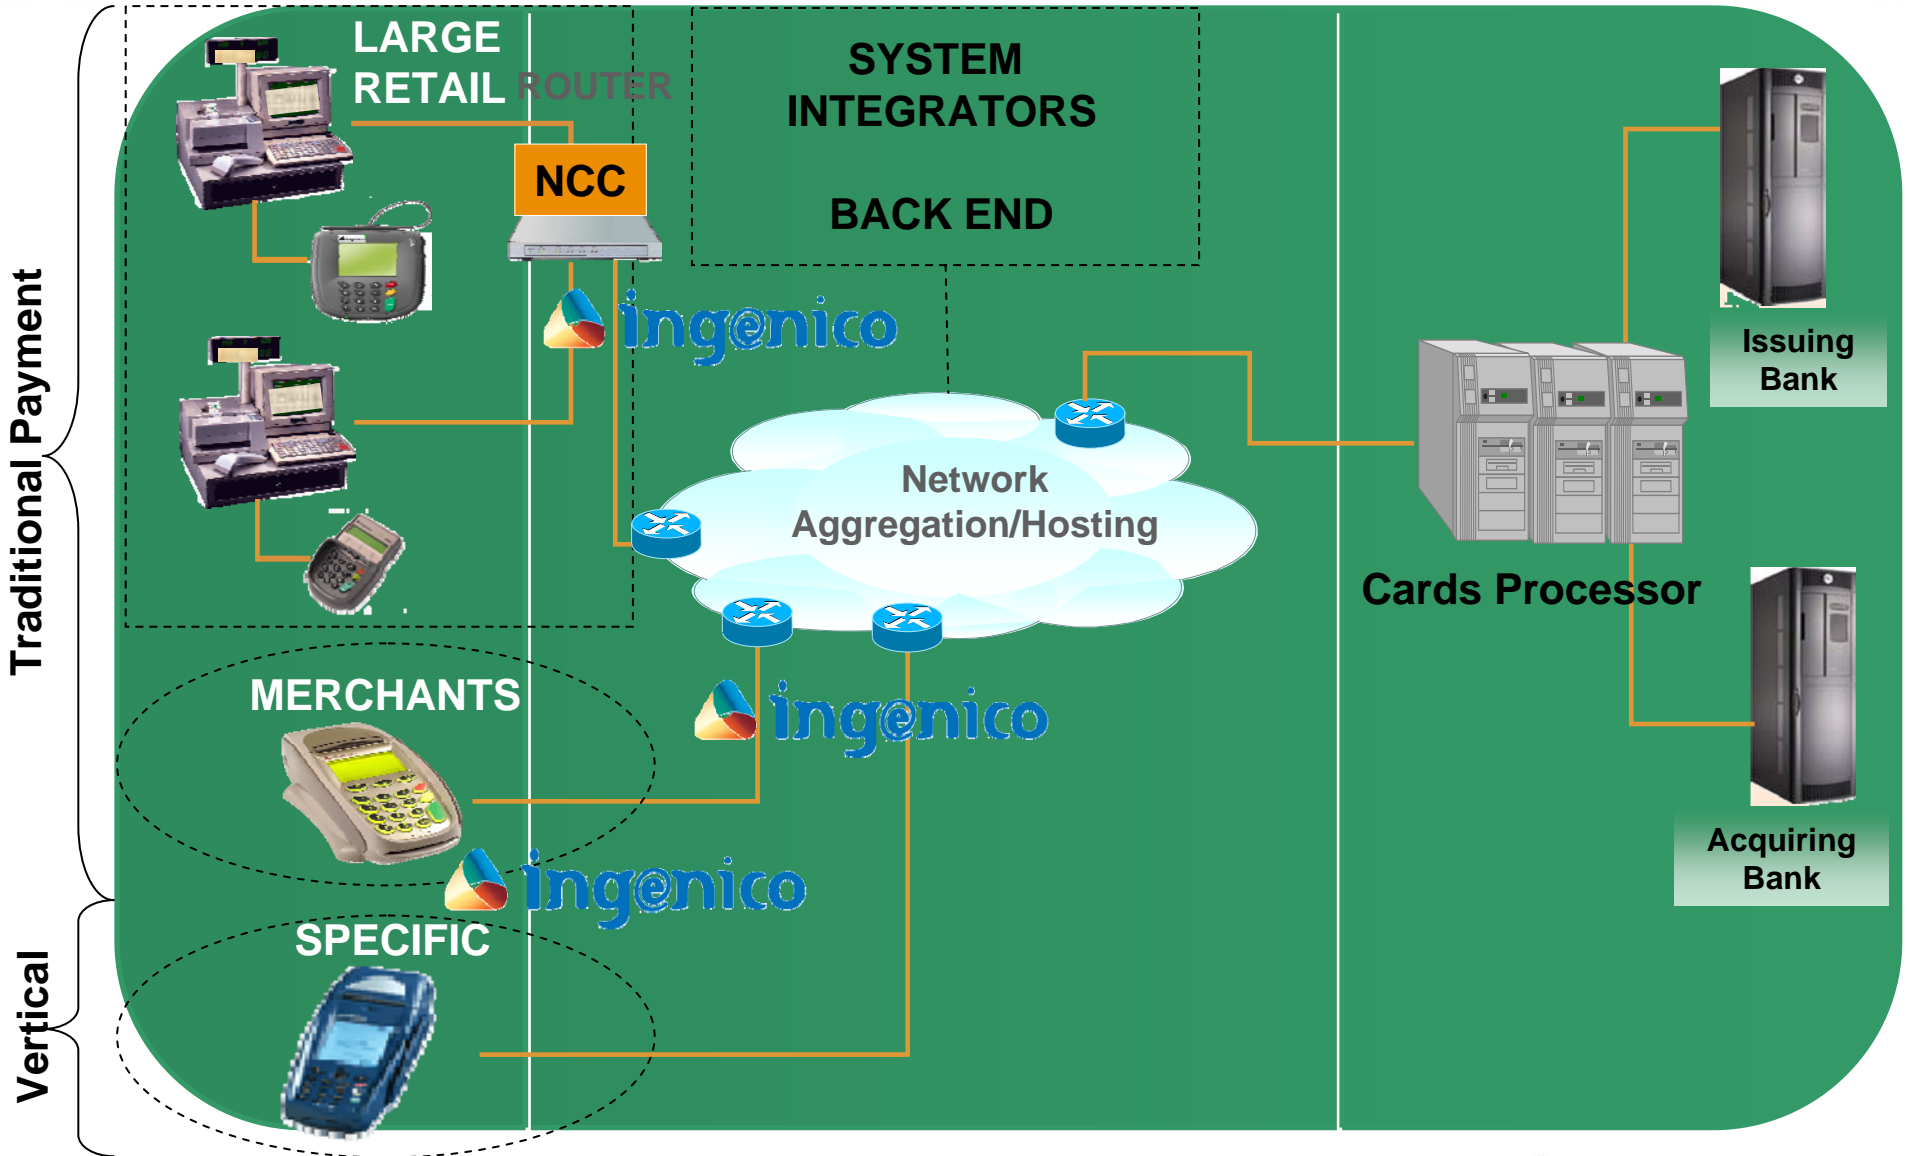 LARGE
RETAIL
ROUTER
NCC
SYSTEM
INTEGRATORS
BACK END
ingenico
Issuing
Bank
Network
Aggregation/Hosting
Cards Processor
Traditional Payment
MERCHANTS
ingenico
Acquiring
Bank
ingenico
SPECIFIC
Vertical